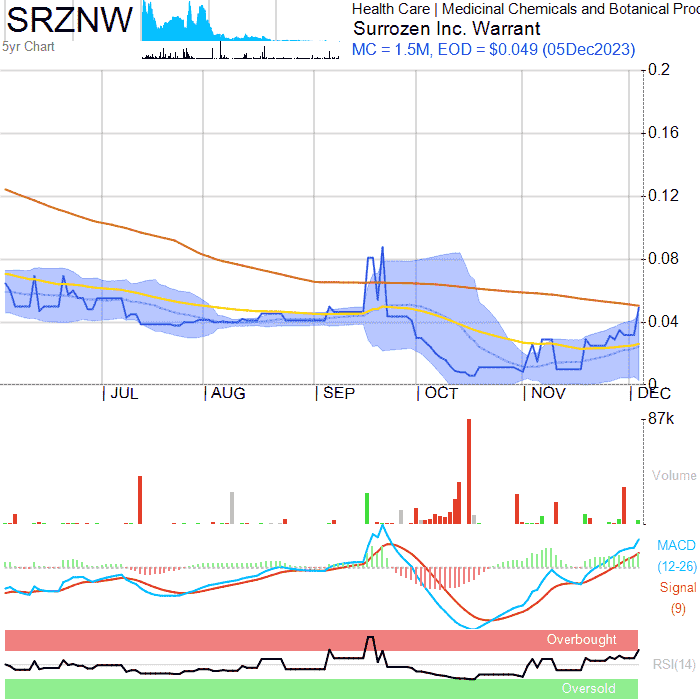 SRZNW
5yr Chart
Health Care | Medicinal Chemicals and Botanical Proc
Surrozen Inc. Warrant
MC = 1.5M, EOD = $0.049 (05Dec2023)
0.2
0.16
0.12
0.08
0.04
0
JUL AUG SEP OCT NOV DEC
87k
Volume
MACD
(12-26)
Signal
(9)
Overbought
RSI(14)
Oversold